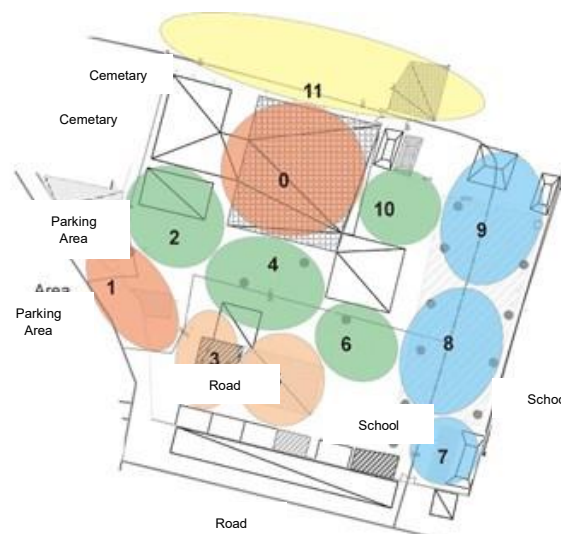 11
Cemetary
Cemetary
0
10
Parking
Area
2
9
4
1
Area
Parking
Area
6
8
3
Road
School
Schoo
7
Road